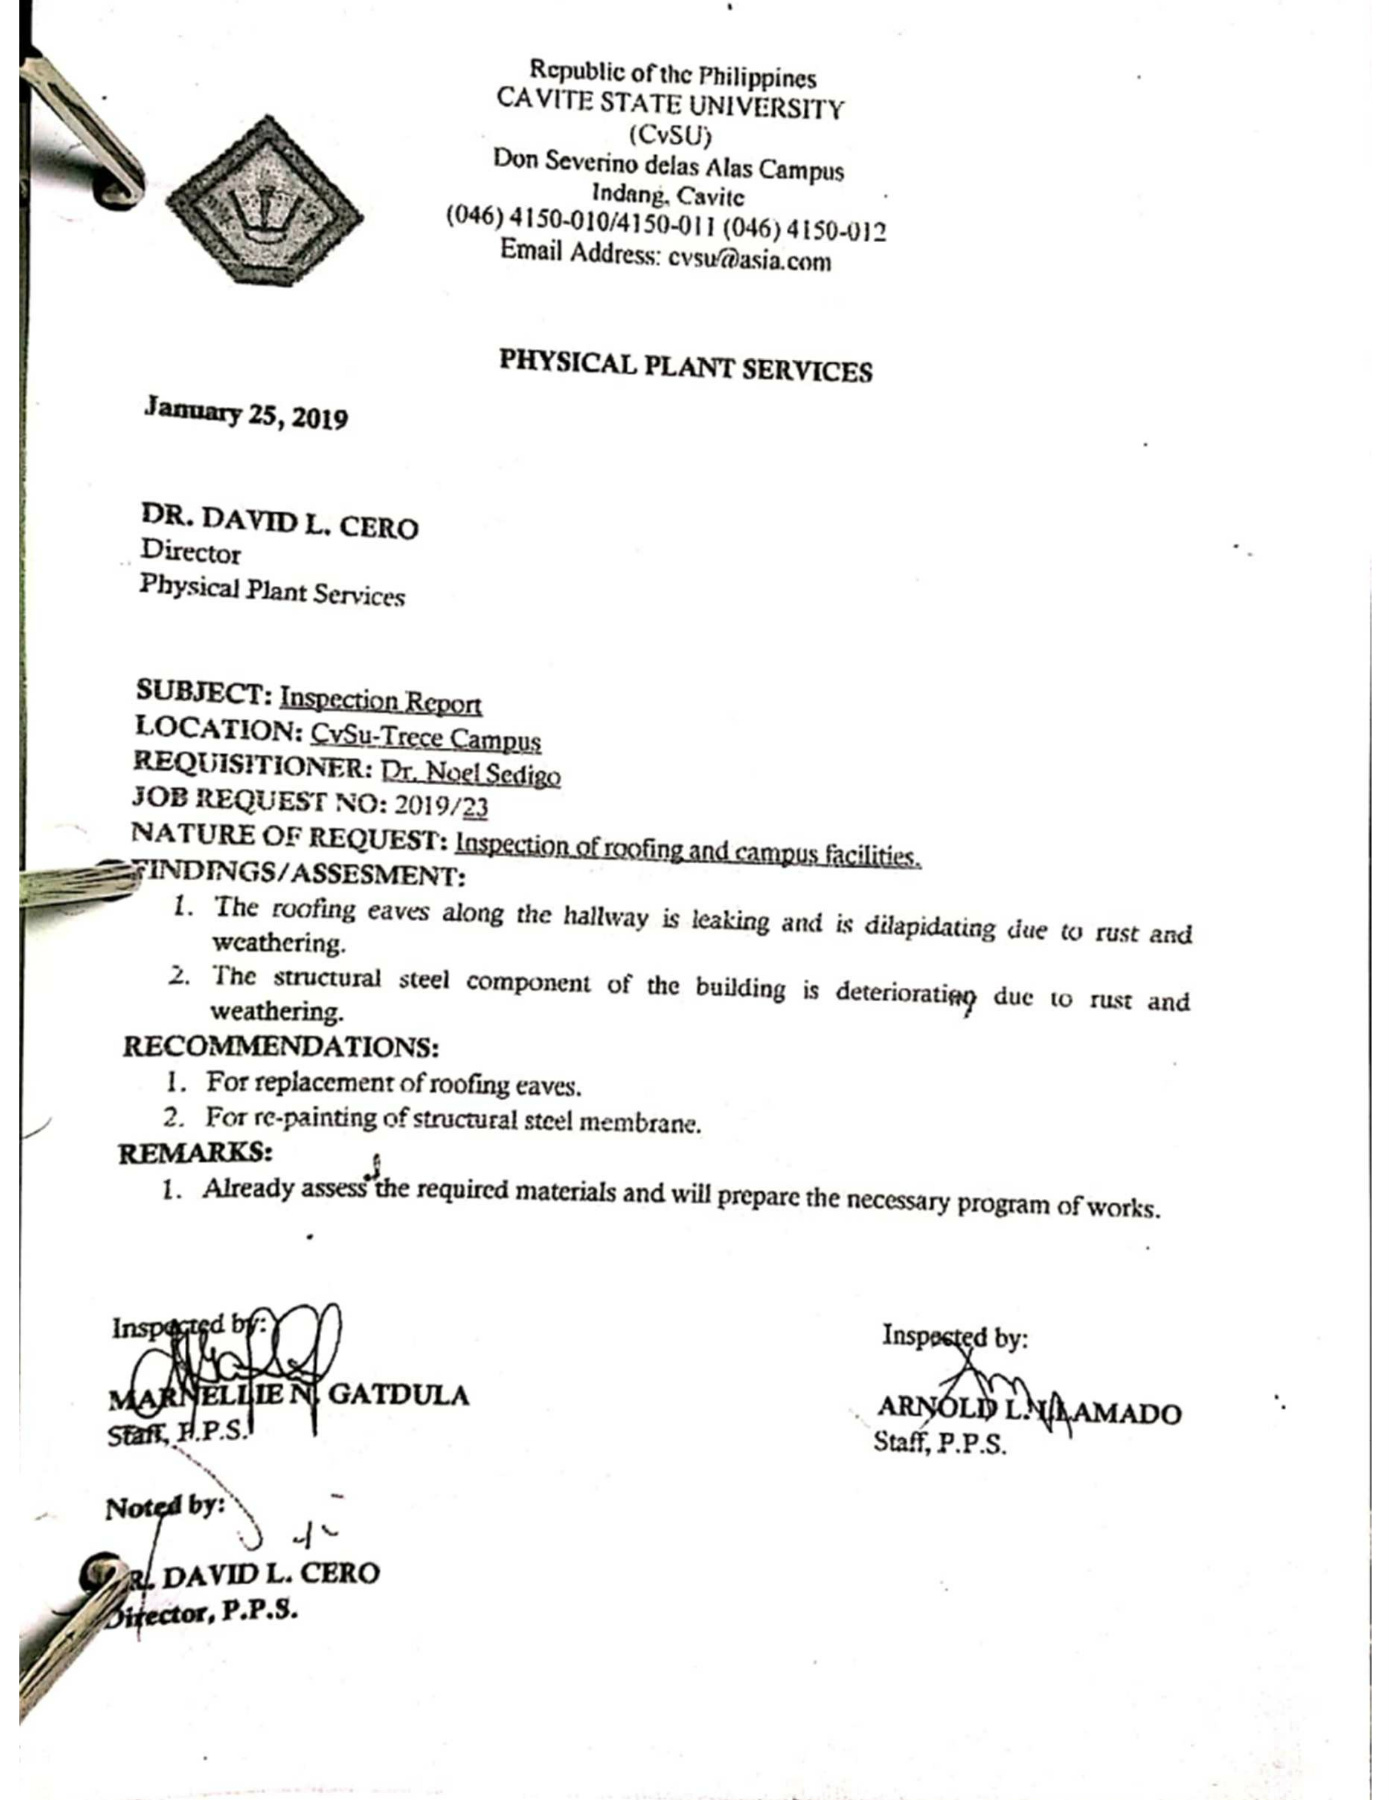 Republic of the Philippines
CAVITE STATE UNIVERSITY
(CvSU)
Don Severino delas Alas Campus
Indang, Cavite
(046) 4150-010/4150-011 (046) 4150-012
Email Address: cvsu@asia.com
PHYSICAL PLANT SERVICES
January 25, 2019
DR. DAVID L. CERO
Director
Physical Plant Services
SUBJECT: Inspection Report
LOCATION: CvSu-Trece Campus
REQUISITIONER: Dr. Noel Sedigo
JOB REQUEST NO: 2019/23
NATURE OF REQUEST: Inspection of roofing and campus facilities.
FINDINGS/ASSESMENT:
1. The roofing eaves along the hallway is leaking and is dilapidating due to rust and
weathering.
2. The structural steel component of the building is deteriorating due to rust and
weathering.
RECOMMENDATIONS:
1. For replacement of roofing eaves.
2. For re-painting of structural steel membrane.
REMARKS:
1. Already assess the required materials and will prepare the necessary program of works.
Inspected by: Inspected by:
MARNELLIE N. GATDULA ARNOLD L. VILLAMADO
Staff, P.P.S. Staff, P.P.S.
Noted by:
DR. DAVID L. CERO
Director, P.P.S.